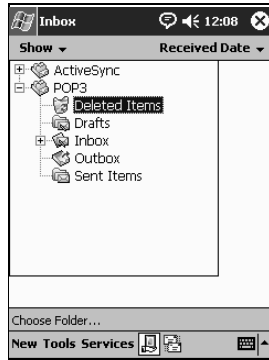 Inbox 12:08
Show Received Date
ActiveSync
POP3
Deleted Items
Drafts
Inbox
Outbox
Sent Items
Choose Folder...
New Tools Services